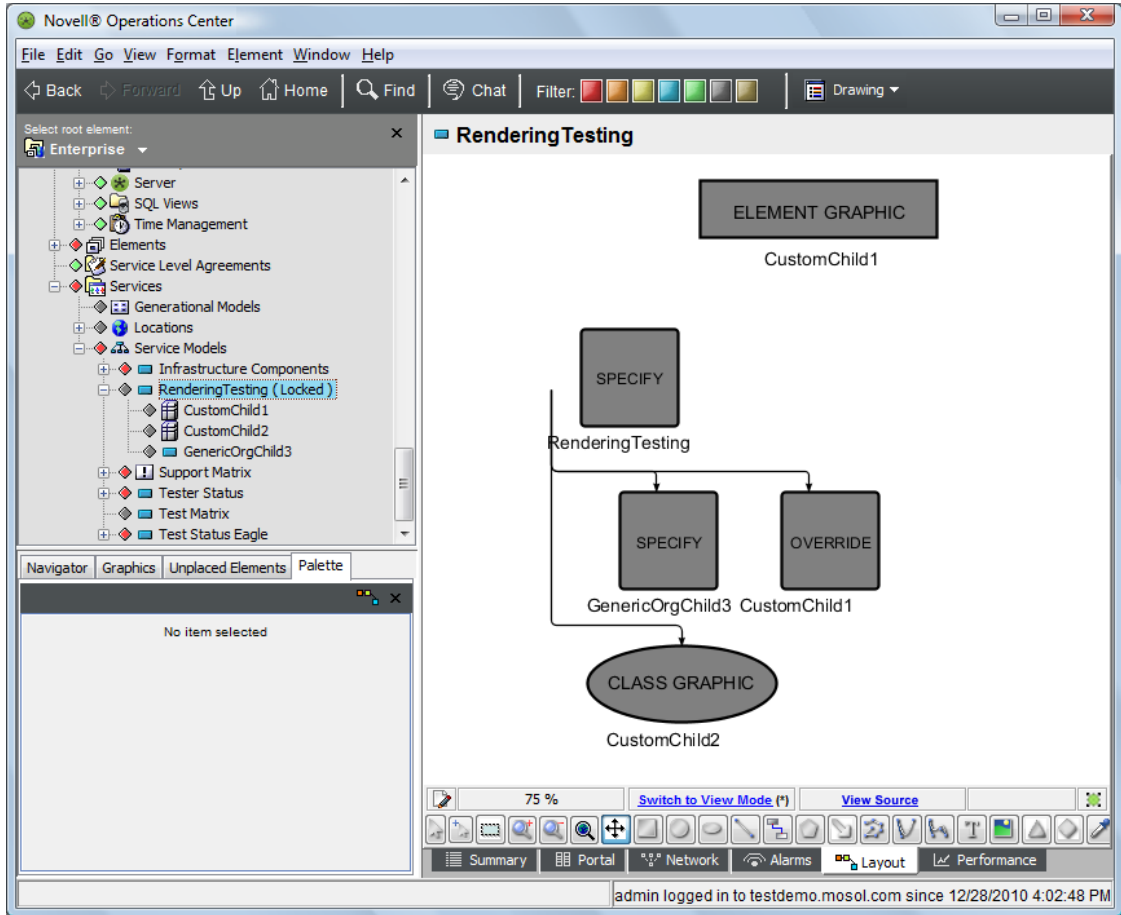 Novell® Operations Center
File Edit Go View Format Element Window Help
Back Forward Up Home Find Chat Filter: Drawing
Select root element:
Enterprise
Server
SQL Views
Time Management
Elements
Service Level Agreements
Services
Generational Models
Locations
Service Models
Infrastructure Components
RenderingTesting ( Locked )
CustomChild1
CustomChild2
GenericOrgChild3
Support Matrix
Tester Status
Test Matrix
Test Status Eagle
Navigator Graphics Unplaced Elements Palette
No item selected
RenderingTesting
ELEMENT GRAPHIC
CustomChild1
SPECIFY
RenderingTesting
SPECIFY OVERRIDE
GenericOrgChild3 CustomChild1
CLASS GRAPHIC
CustomChild2
75 % Switch to View Mode (*) View Source
Summary Portal Network Alarms Layout Performance
admin logged in to testdemo.mosol.com since 12/28/2010 4:02:48 PM